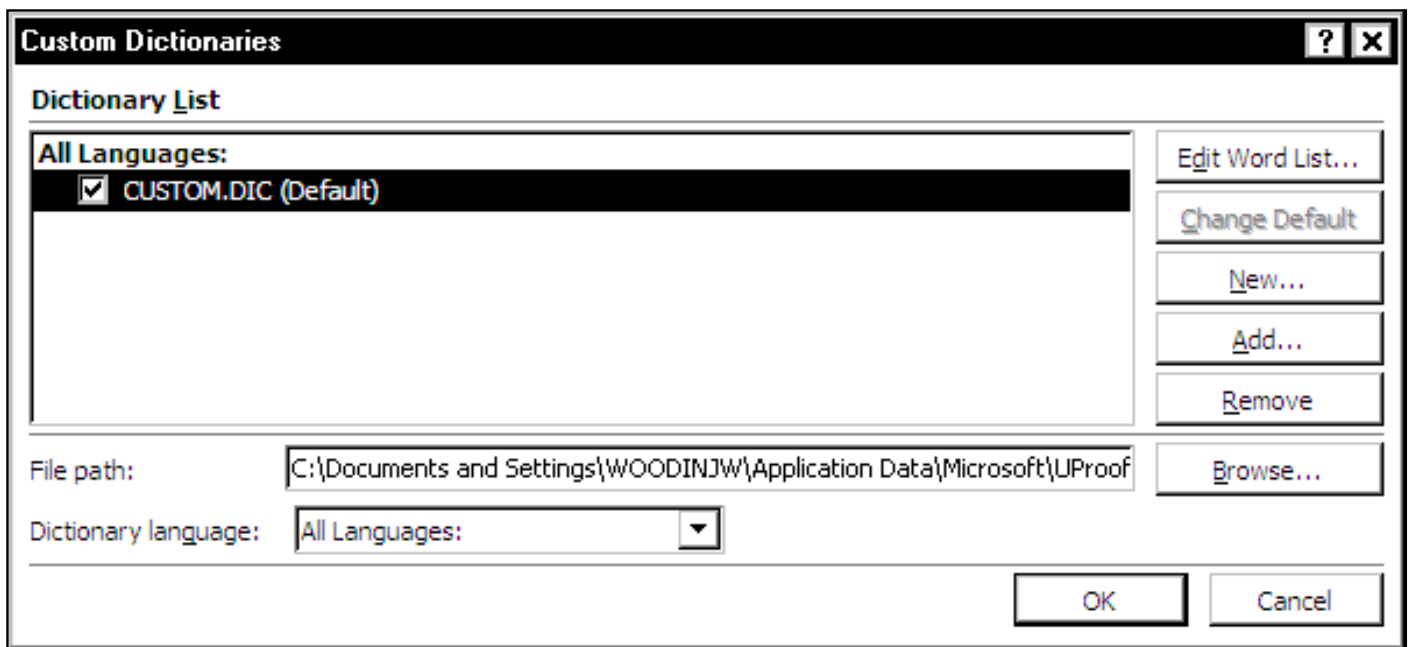 Custom Dictionaries
Dictionary List
All Languages:
CUSTOM.DIC (Default)
Edit Word List...
Change Default
New...
Add...
Remove
File path:
C:\Documents and Settings\WOODINJW\Application Data\Microsoft\UProof
Browse...
Dictionary language:
All Languages:
OK
Cancel